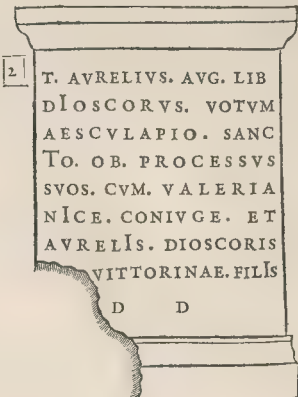 2
T. AVRELIVS. AVG. LIB
DIOSCORVS. VOTVM
AESCVLAPIO. SANC
TO. OB. PROCESSVS
SVOS. CVM. VALERIA
NICE. CONIVGE. ET
AVRELIS. DIOSCORIS
VITTORINAE. FILIS
D D